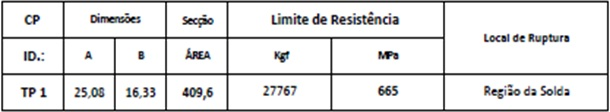 CP Dimensões Secção Limite de Resistência Local de Ruptura
ID.: A B ÁREA Kgf MPa
TP 1 25,08 16,33 409,6 27767 665 Região da Solda